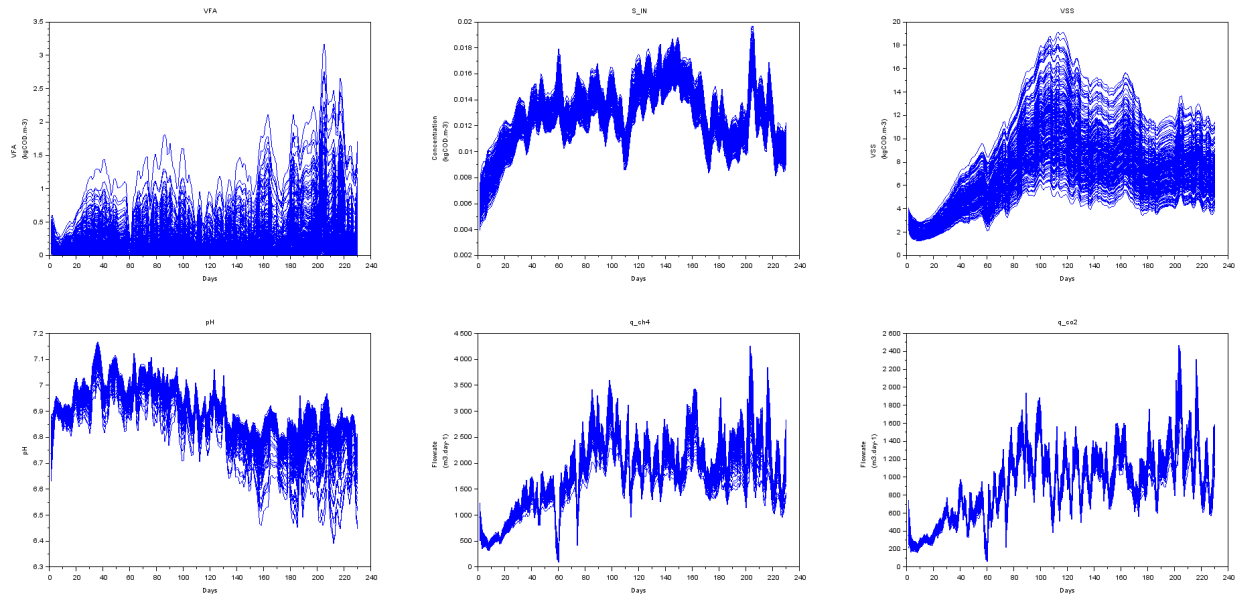 VFA
VFA
(kgCOD.m-3)
3.5
3
2.5
2
1.5
1
0.5
0
0 20 40 60 80 100 120 140 160 180 200 220 240
Days
S_IN
Concentration
(kgCOD.m-3)
0.02
0.018
0.016
0.014
0.012
0.01
0.008
0.006
0.004
0.002
0 20 40 60 80 100 120 140 160 180 200 220 240
Days
VSS
VSS
(kgCOD.m-3)
20
18
16
14
12
10
8
6
4
2
0
0 20 40 60 80 100 120 140 160 180 200 220 240
Days
pH
pH
7.2
7.1
7
6.9
6.8
6.7
6.6
6.5
6.4
6.3
0 20 40 60 80 100 120 140 160 180 200 220 240
Days
q_ch4
Flowrate
(m3.day-1)
4 500
4 000
3 500
3 000
2 500
2 000
1 500
1 000
500
0
0 20 40 60 80 100 120 140 160 180 200 220 240
Days
q_co2
Flowrate
(m3.day-1)
2 600
2 400
2 200
2 000
1 800
1 600
1 400
1 200
1 000
800
600
400
200
0
0 20 40 60 80 100 120 140 160 180 200 220 240
Days